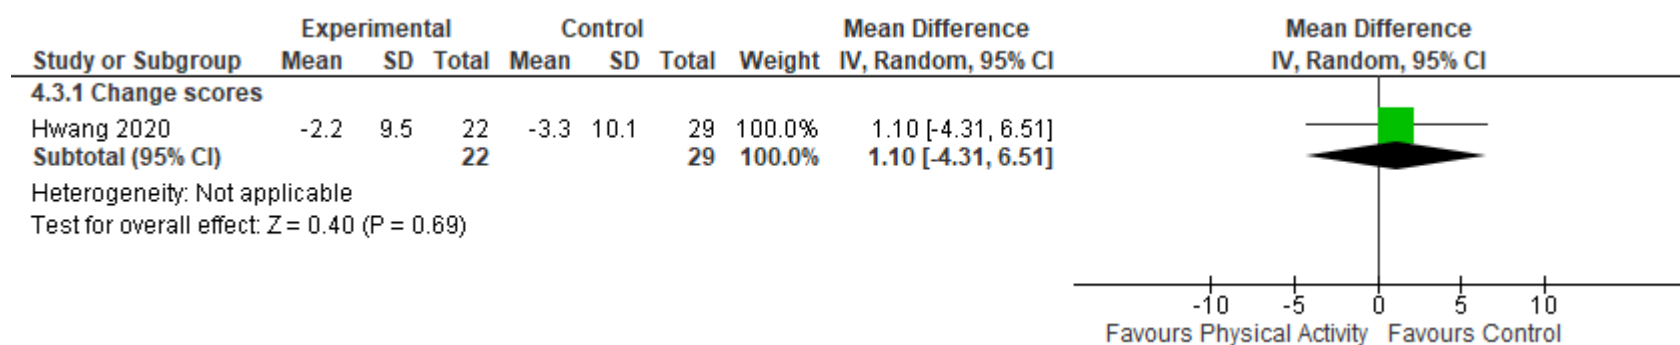 Experimental Control Mean Difference Mean Difference
Study or Subgroup Mean SD Total Mean SD Total Weight IV, Random, 95% CI IV, Random, 95% CI
4.3.1 Change scores
Hwang 2020 -2.2 9.5 22 -3.3 10.1 29 100.0% 1.10 [-4.31, 6.51]
Subtotal (95% CI) 22 29 100.0% 1.10 [-4.31, 6.51]
Heterogeneity: Not applicable
Test for overall effect: Z = 0.40 (P = 0.69)
-10 -5 0 5 10
Favours Physical Activity Favours Control